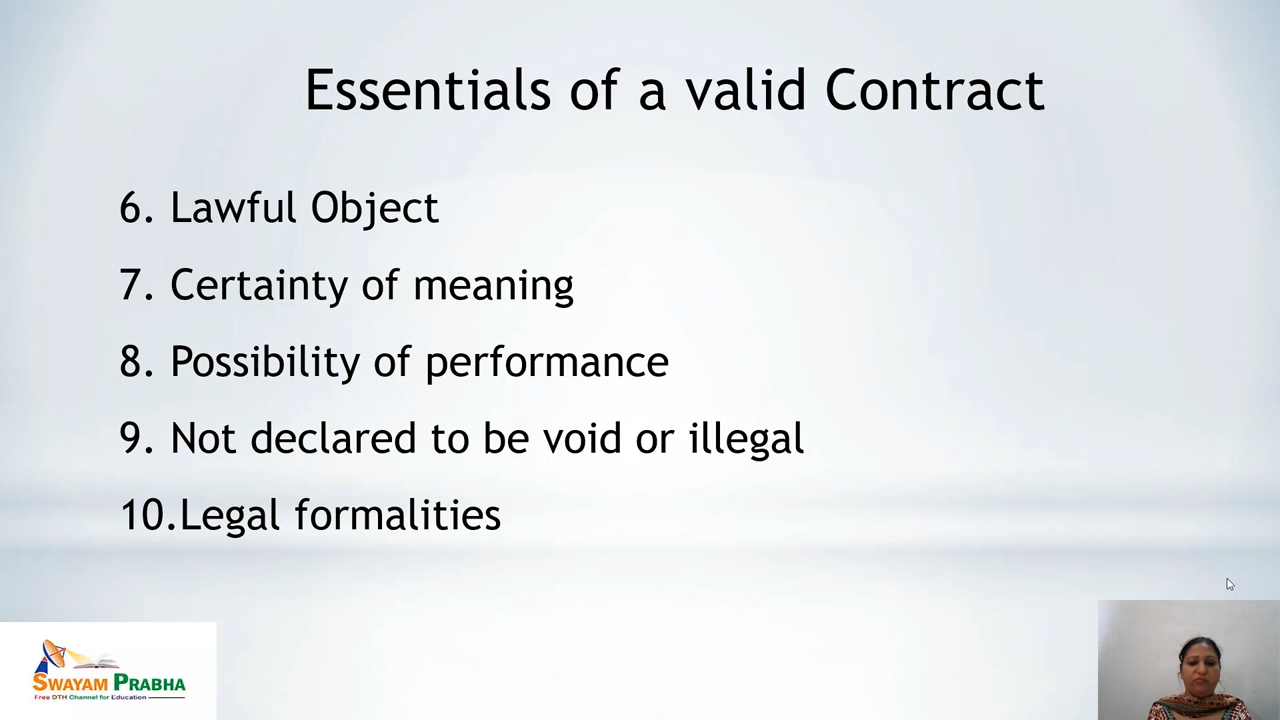 Essentials of a valid Contract
6. Lawful Object
7. Certainty of meaning
8. Possibility of performance
9. Not declared to be void or illegal
10.Legal formalities
SWAYAM PRABHA
Free DTH Channel for Education